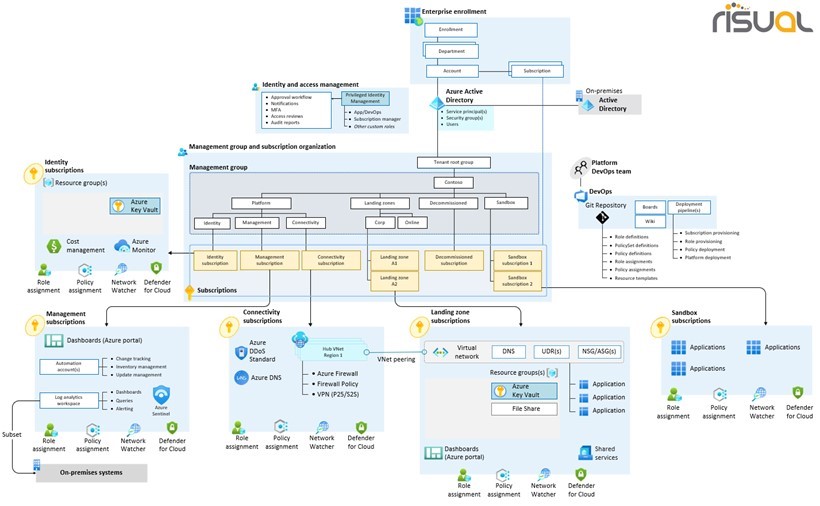 risual
Enterprise enrollment
Enrollment
Department
Account
Subscription
Identity and access management
Approval workflow
Notifications
MFA
Access reviews
Audit reports
Privileged Identity
Management
App/DevOps
Subscription manager
Other custom roles
Azure Active
Directory
Service principal(s)
Security group(s)
Users
On-premises
Active
Directory
Management group and subscription organization
Management group
Tenant root group
Contoso
Platform
Landing zones
Decommissioned
Sandbox
Identity
Management
Connectivity
Corp
Online
Identity
subscription
Management
subscription
Connectivity
subscription
Landing zone
A1
Landing zone
A2
Decommissioned
subscription
Sandbox
subscription 1
Sandbox
subscription 2
Subscriptions
Identity
subscriptions
Resource group(s)
Azure
Key Vault
Cost
management
Azure
Monitor
Role
assignment
Policy
assignment
Network
Watcher
Defender
for Cloud
Platform
DevOps team
DevOps
Git Repository
Boards
Wiki
Deployment
pipeline(s)
Role definitions
PolicySet definitions
Policy definitions
Role assignments
Policy assignments
Resource templates
Subscription provisioning
Role provisioning
Policy deployment
Platform deployment
Management
subscriptions
Dashboards (Azure portal)
Automation
account(s)
Change tracking
Inventory management
Update management
Log analytics
workspace
Dashboards
Queries
Alerting
Azure
Sentinel
Subset
Role
assignment
Policy
assignment
Network
Watcher
Defender
for Cloud
On-premises systems
Connectivity
subscriptions
Azure
DDoS
Standard
Azure DNS
Hub VNet
Region 1
Azure Firewall
Firewall Policy
VPN (P2S/S2S)
VNet peering
Role
assignment
Policy
assignment
Network
Watcher
Defender
for Cloud
Landing zone
subscriptions
Virtual
network
DNS
UDR(s)
NSG/ASG(s)
Resource groups(s)
Azure
Key Vault
File Share
Application
Application
Application
Dashboards
(Azure portal)
Shared
services
Role
assignment
Policy
assignment
Network
Watcher
Defender
for Cloud
Sandbox
subscriptions
Applications
Applications
Applications
Role
assignment
Policy
assignment
Network
Watcher
Defender
for Cloud